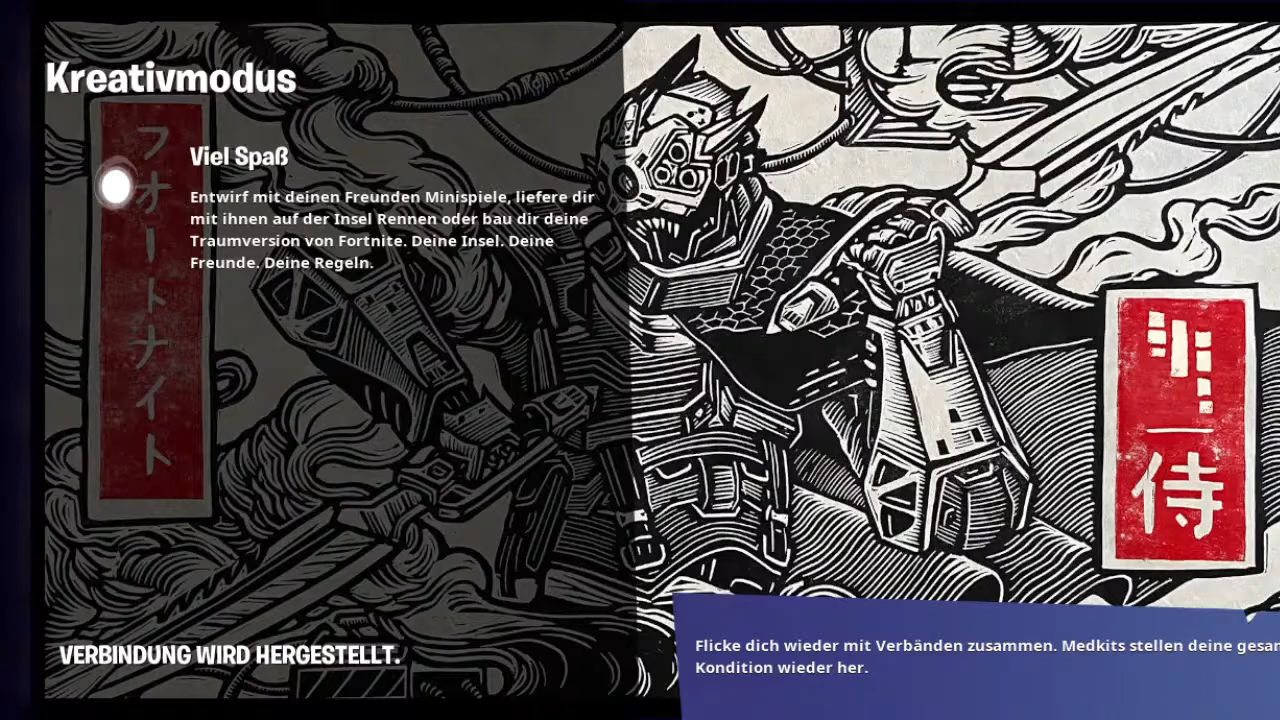 Kreativmodus
Viel Spaß
Entwirf mit deinen Freunden Minispiele, liefere dir
mit ihnen auf der Insel Rennen oder bau dir deine
Traumversion von Fortnite. Deine Insel. Deine
Freunde. Deine Regeln.
フォートナイト
侍
VERBINDUNG WIRD HERGESTELLT.
Flicke dich wieder mit Verbänden zusammen. Medkits stellen deine
Kondition wieder her.